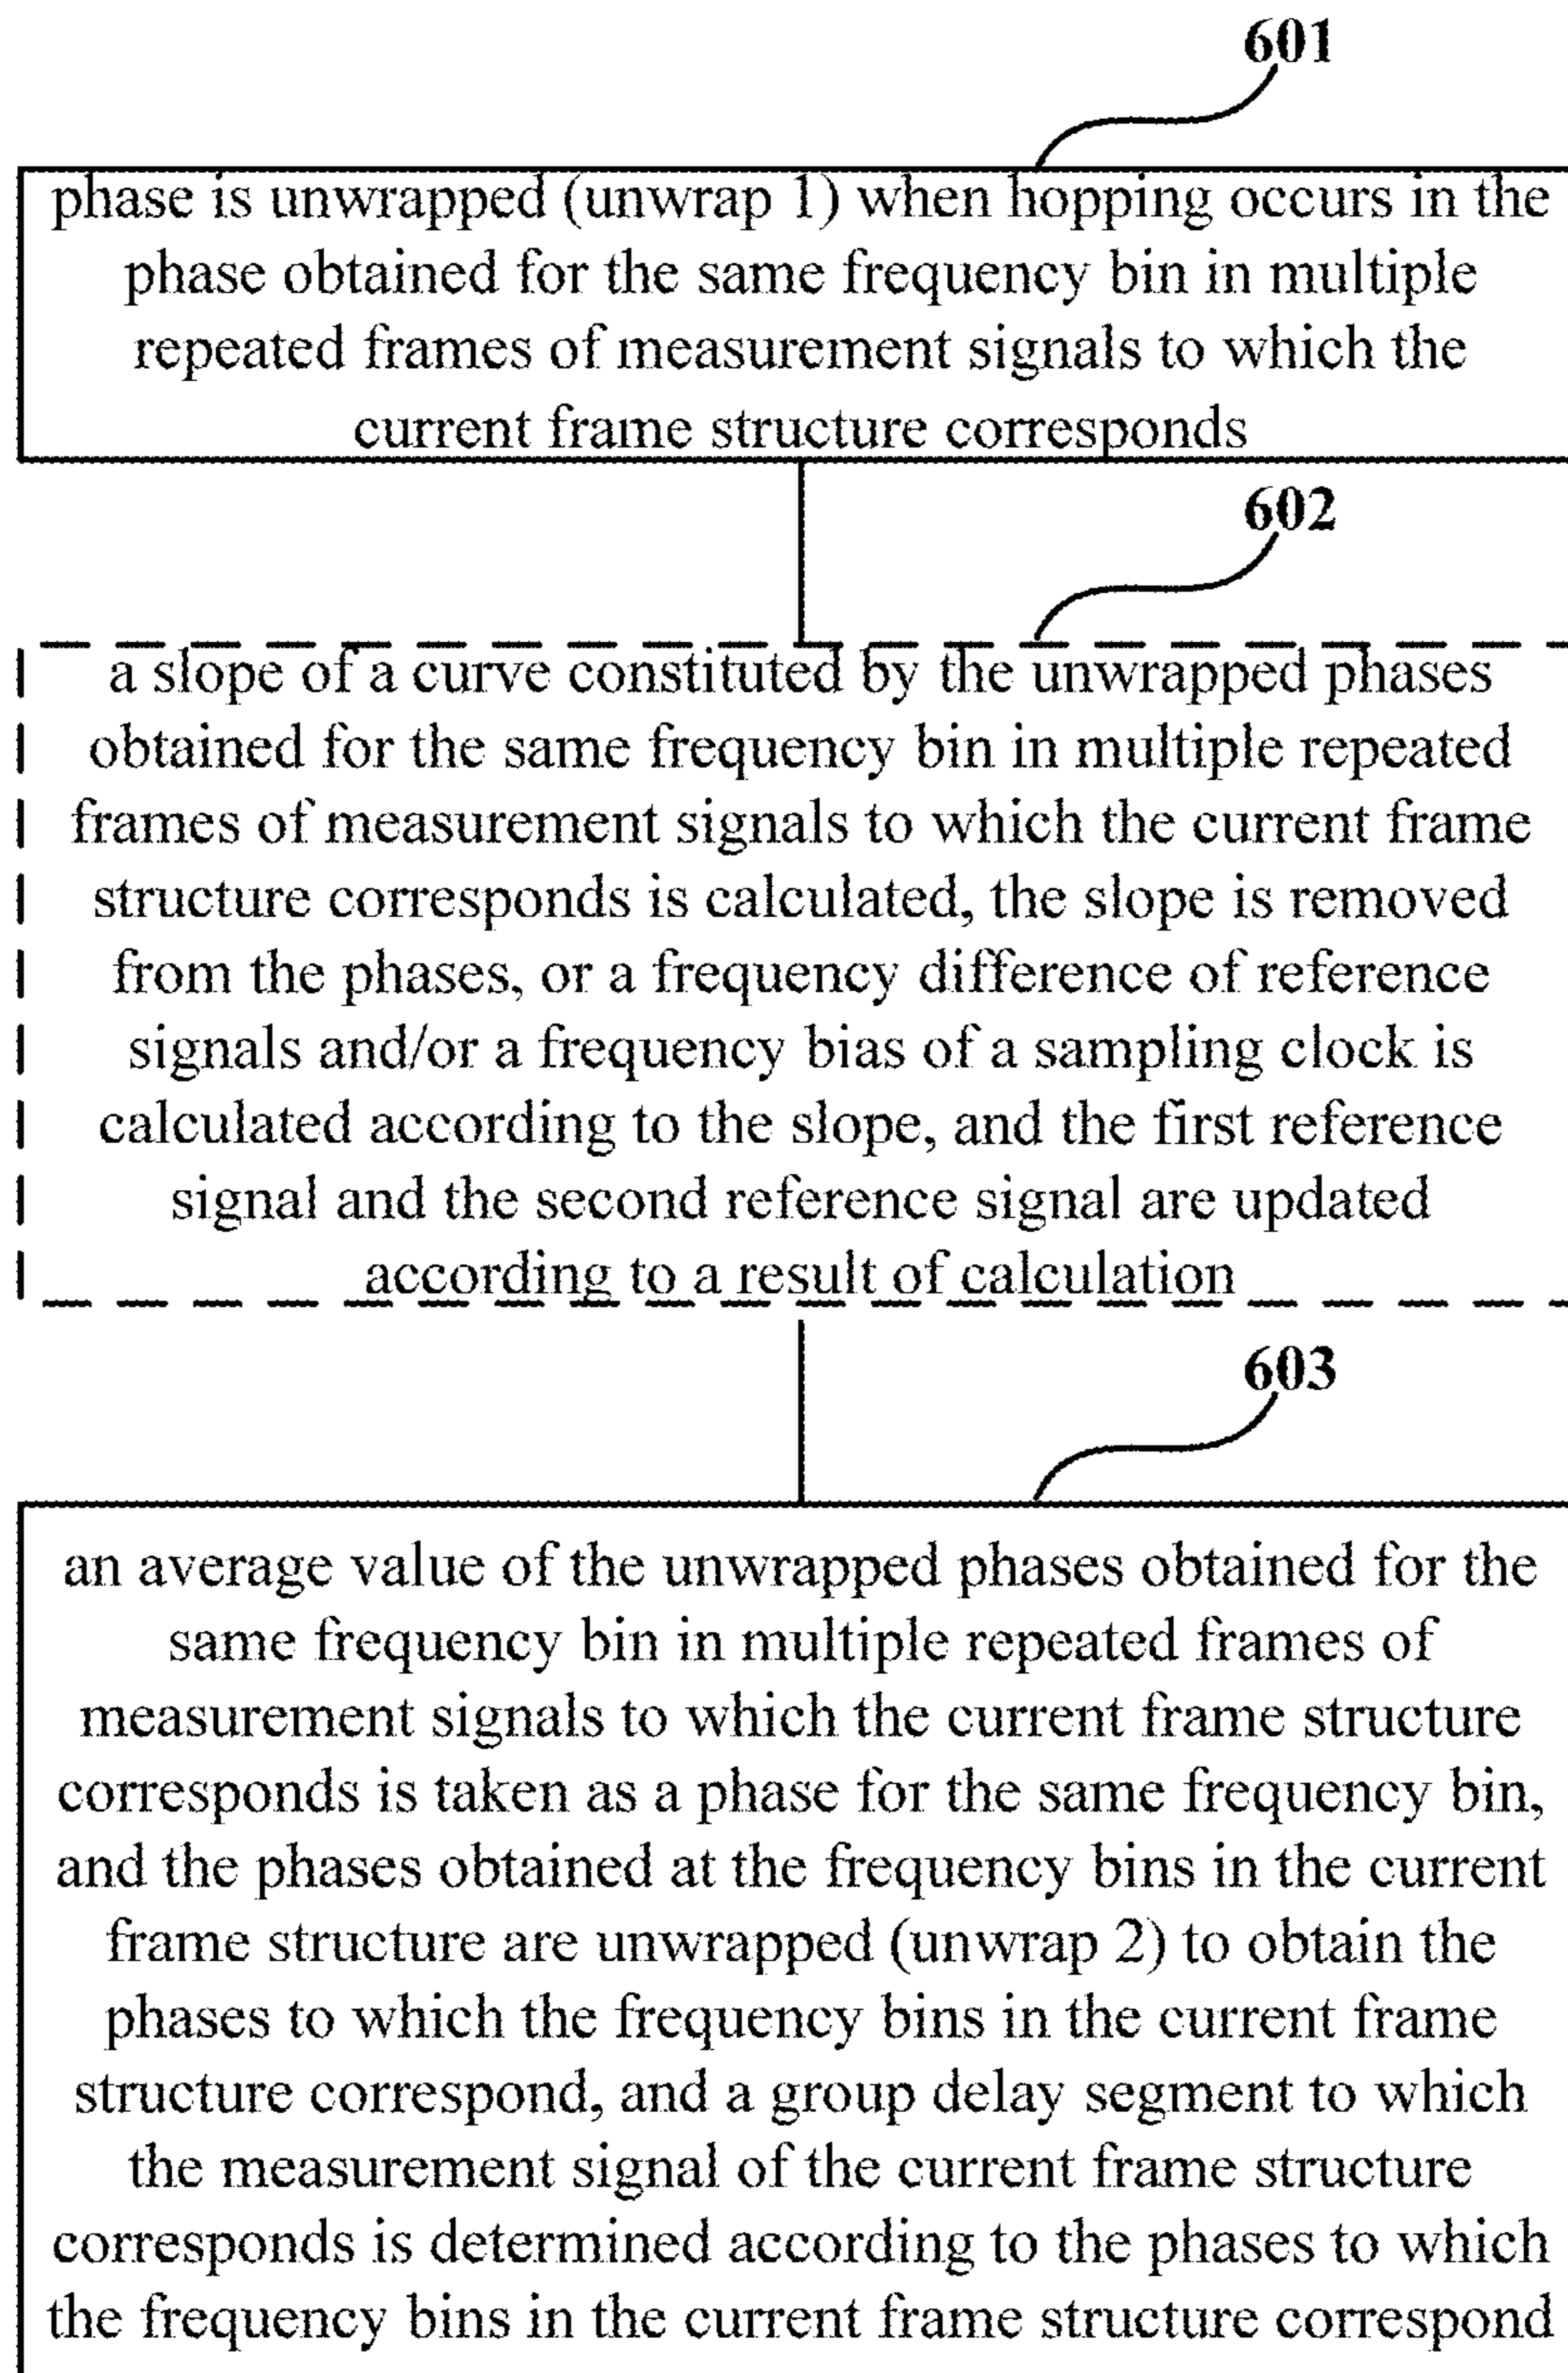 601
phase is unwrapped (unwrap 1) when hopping occurs in the
phase obtained for the same frequency bin in multiple
repeated frames of measurement signals to which the
current frame structure corresponds
602
a slope of a curve constituted by the unwrapped phases
obtained for the same frequency bin in multiple repeated
frames of measurement signals to which the current frame
structure corresponds is calculated, the slope is removed
from the phases, or a frequency difference of reference
signals and/or a frequency bias of a sampling clock is
calculated according to the slope, and the first reference
signal and the second reference signal are updated
according to a result of calculation
603
an average value of the unwrapped phases obtained for the
same frequency bin in multiple repeated frames of
measurement signals to which the current frame structure
corresponds is taken as a phase for the same frequency bin,
and the phases obtained at the frequency bins in the current
frame structure are unwrapped (unwrap 2) to obtain the
phases to which the frequency bins in the current frame
structure correspond, and a group delay segment to which
the measurement signal of the current frame structure
corresponds is determined according to the phases to which
the frequency bins in the current frame structure correspond